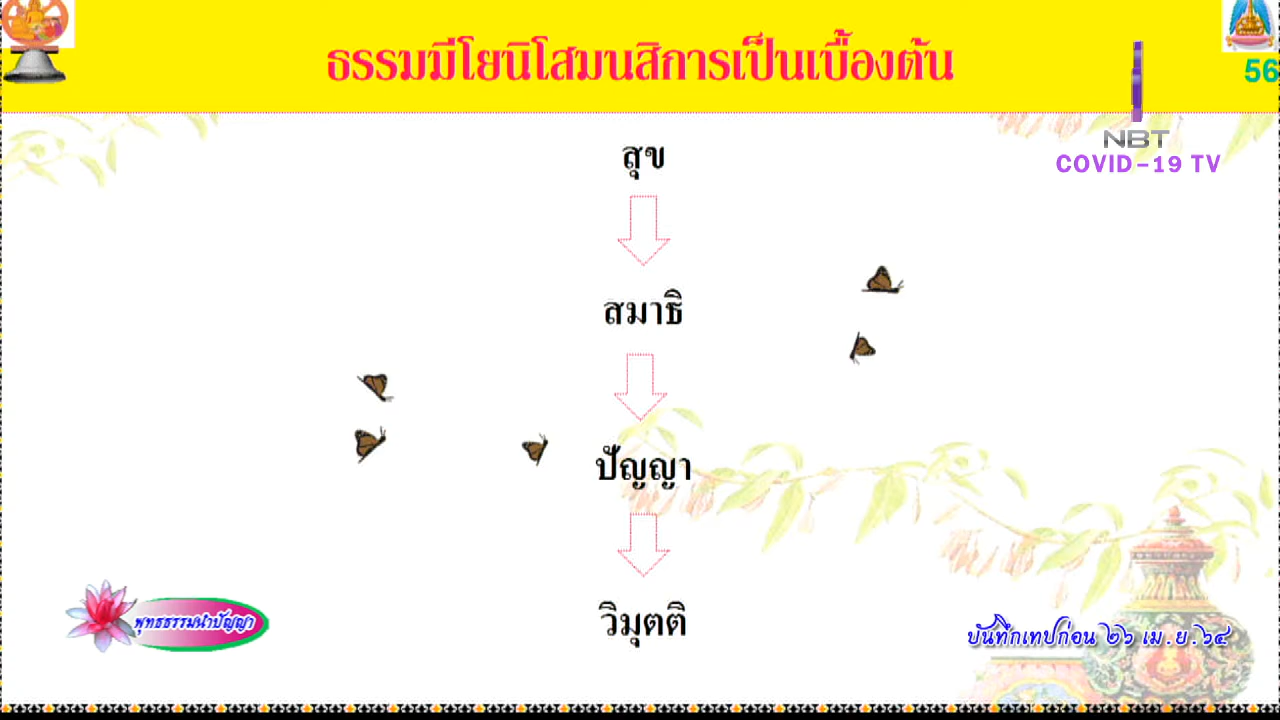 ธรรมมีโยนิโสมนสิการเป็นเบื้องต้น
56
NBT
COVID-19 TV
สุข
สมาธิ
ปัญญา
วิมุตติ
พุทธธรรมนำปัญญา
บันทึกเทปก่อน ๒๖ เม.ย.๖๔